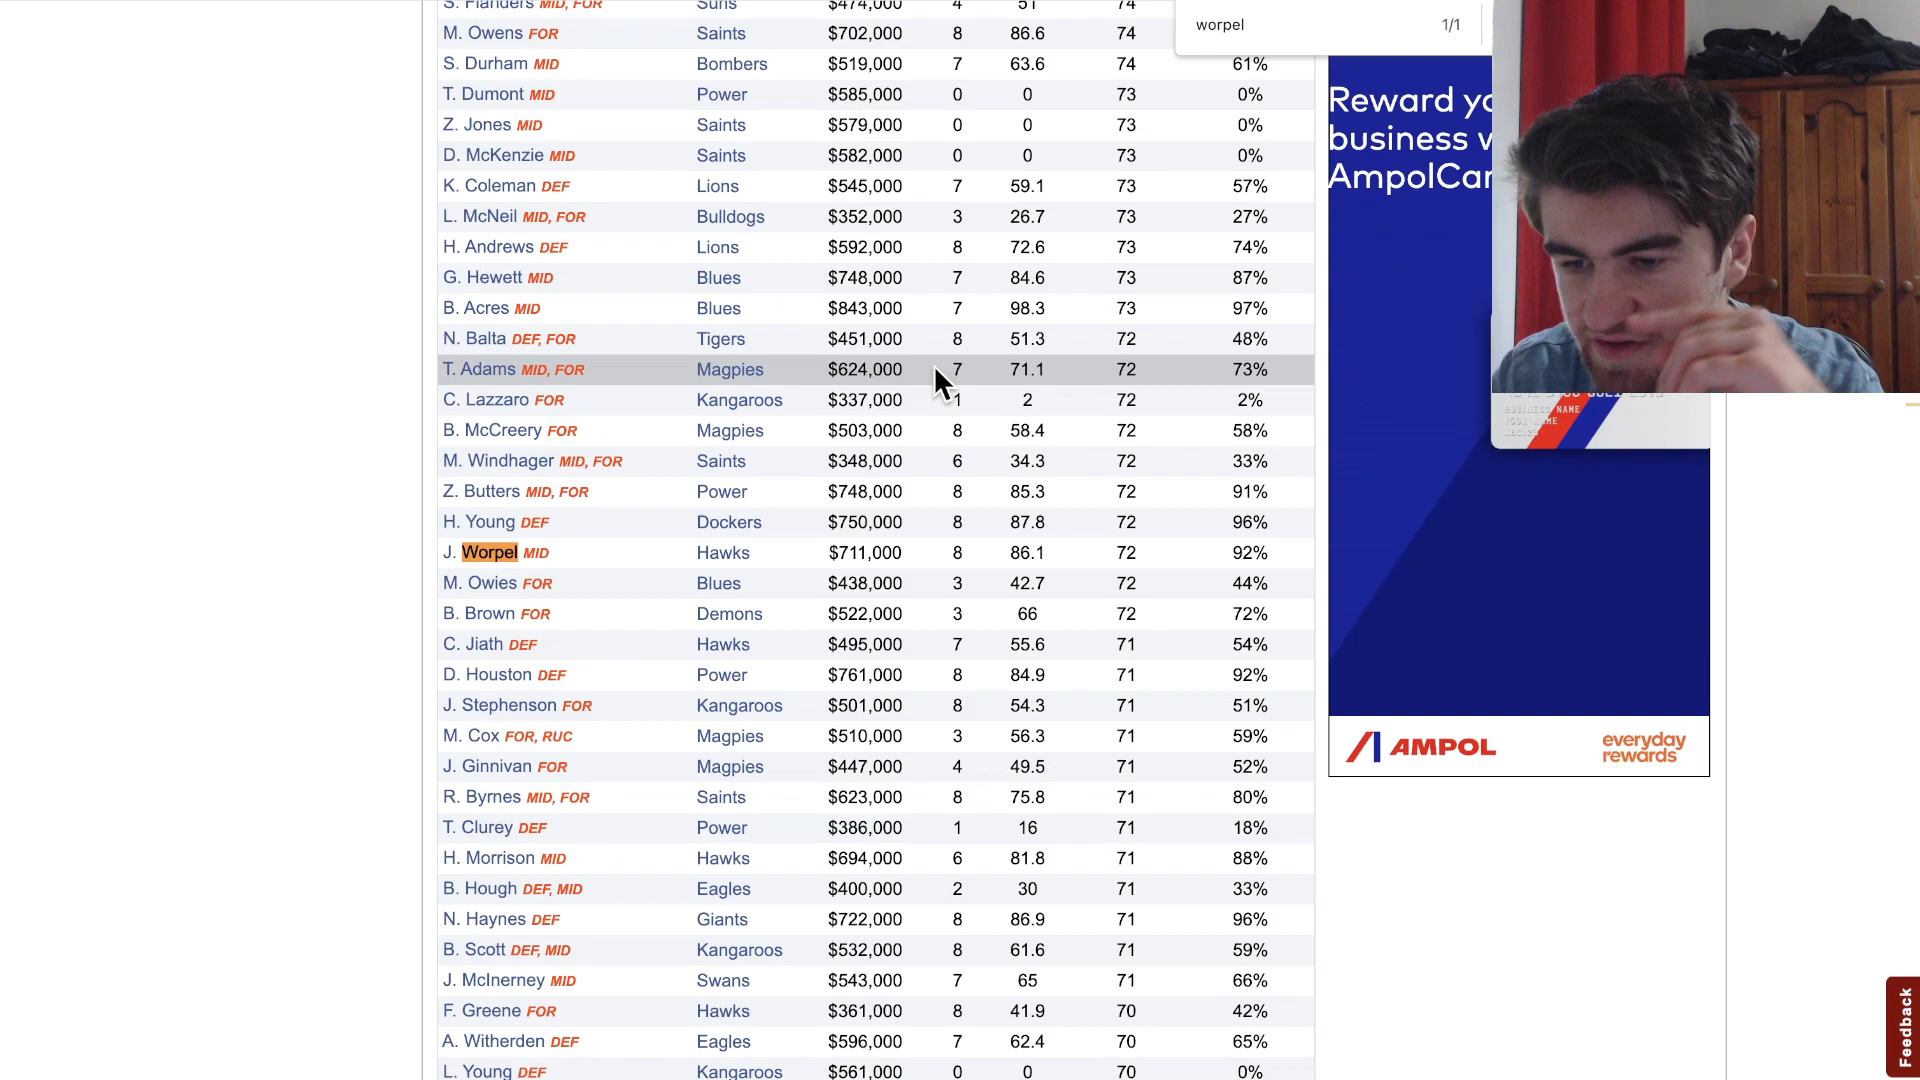 S. Flanders MID, FOR Suns $474,000 4 51 74
M. Owens FOR Saints $702,000 8 86.6 74
S. Durham MID Bombers $519,000 7 63.6 74 61%
T. Dumont MID Power $585,000 0 0 73 0%
Z. Jones MID Saints $579,000 0 0 73 0%
D. McKenzie MID Saints $582,000 0 0 73 0%
K. Coleman DEF Lions $545,000 7 59.1 73 57%
L. McNeil MID, FOR Bulldogs $352,000 3 26.7 73 27%
H. Andrews DEF Lions $592,000 8 72.6 73 74%
G. Hewett MID Blues $748,000 7 84.6 73 87%
B. Acres MID Blues $843,000 7 98.3 73 97%
N. Balta DEF, FOR Tigers $451,000 8 51.3 72 48%
T. Adams MID, FOR Magpies $624,000 7 71.1 72 73%
C. Lazzaro FOR Kangaroos $337,000 1 2 72 2%
B. McCreery FOR Magpies $503,000 8 58.4 72 58%
M. Windhager MID, FOR Saints $348,000 6 34.3 72 33%
Z. Butters MID, FOR Power $748,000 8 85.3 72 91%
H. Young DEF Dockers $750,000 8 87.8 72 96%
J. Worpel MID Hawks $711,000 8 86.1 72 92%
M. Owies FOR Blues $438,000 3 42.7 72 44%
B. Brown FOR Demons $522,000 3 66 72 72%
C. Jiath DEF Hawks $495,000 7 55.6 71 54%
D. Houston DEF Power $761,000 8 84.9 71 92%
J. Stephenson FOR Kangaroos $501,000 8 54.3 71 51%
M. Cox FOR, RUC Magpies $510,000 3 56.3 71 59%
J. Ginnivan FOR Magpies $447,000 4 49.5 71 52%
R. Byrnes MID, FOR Saints $623,000 8 75.8 71 80%
T. Clurey DEF Power $386,000 1 16 71 18%
H. Morrison MID Hawks $694,000 6 81.8 71 88%
B. Hough DEF, MID Eagles $400,000 2 30 71 33%
N. Haynes DEF Giants $722,000 8 86.9 71 96%
B. Scott DEF, MID Kangaroos $532,000 8 61.6 71 59%
J. McInerney MID Swans $543,000 7 65 71 66%
F. Greene FOR Hawks $361,000 8 41.9 70 42%
A. Witherden DEF Eagles $596,000 7 62.4 70 65%
L. Young DEF Kangaroos $561,000 0 0 70 0%
worpel 1/1
Reward yo
business w
AmpolCar
BUSINESS NAME
YOUR NAME
AMPOL
everyday
rewards
Feedback